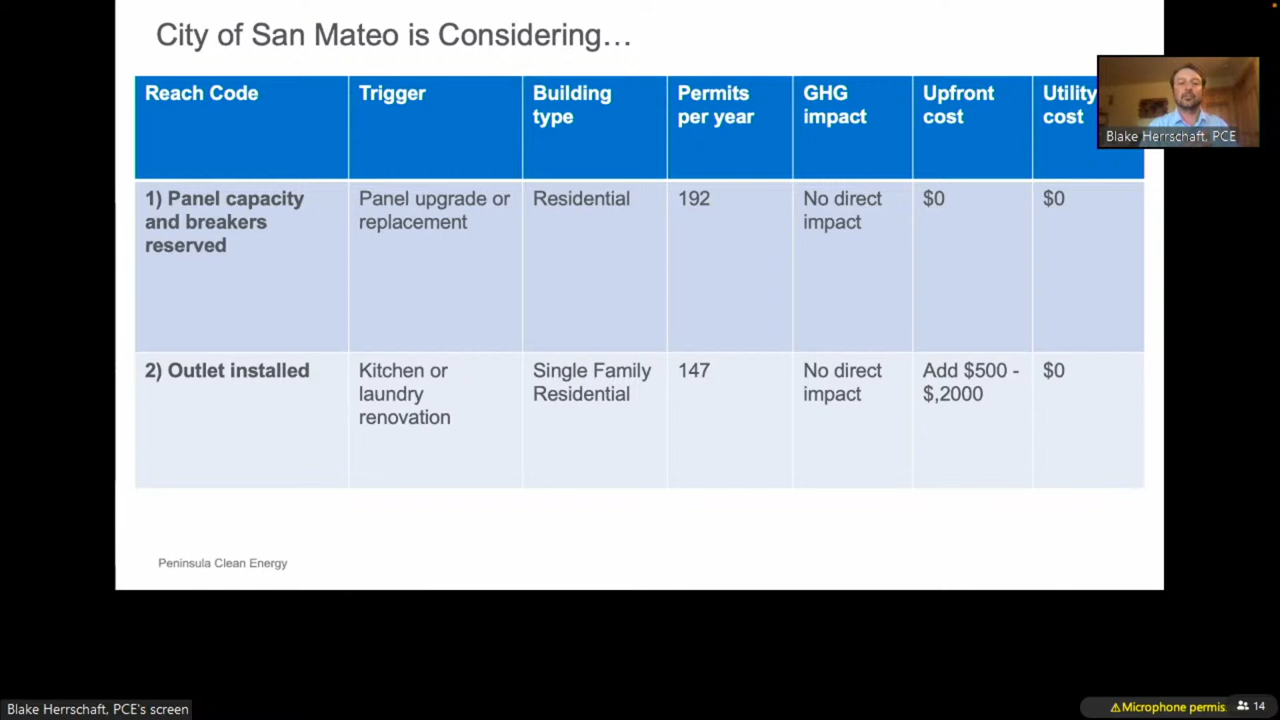 City of San Mateo is Considering...
Reach Code
Trigger
Building
type
Permits
per year
GHG
impact
Upfront
cost
Utility
cost
Blake Herrschaft, PCE
1) Panel capacity
and breakers
reserved
Panel upgrade or
replacement
Residential
192
No direct
impact
$0
$0
2) Outlet installed
Kitchen or
laundry
renovation
Single Family
Residential
147
No direct
impact
Add $500 -
$,2000
$0
Peninsula Clean Energy
Blake Herrschaft, PCE's screen
⚠Microphone permis.
14